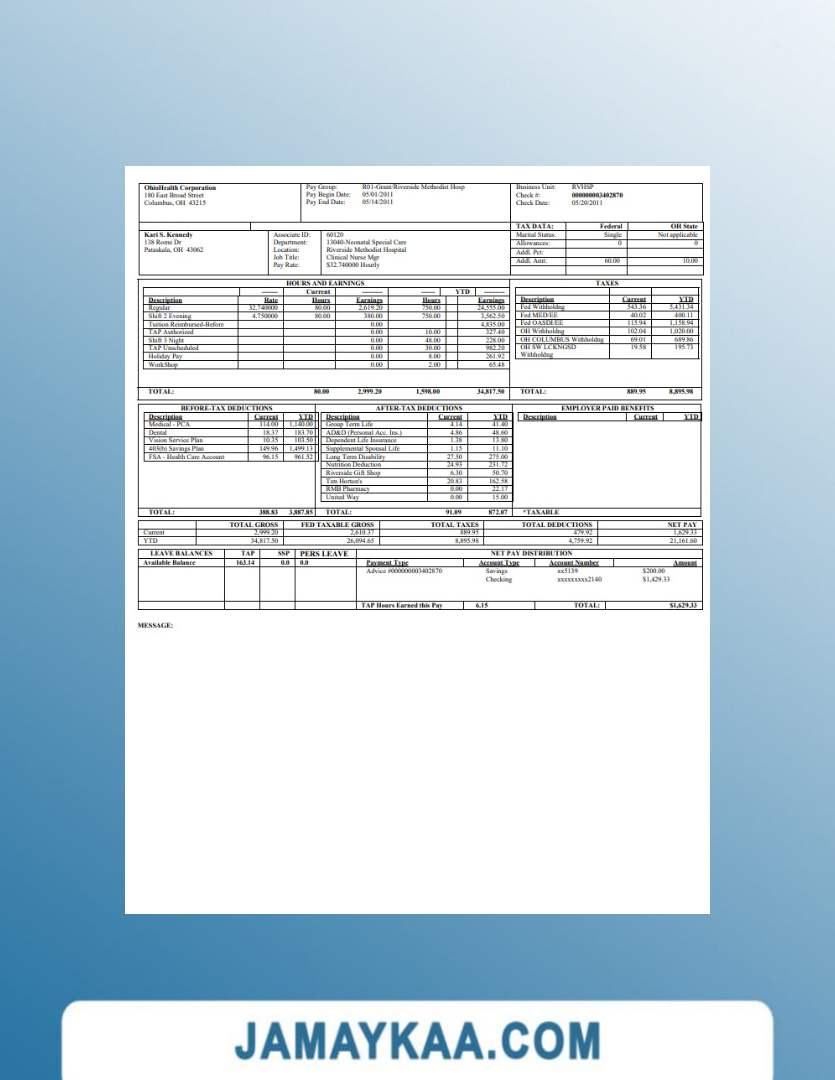 OhioHealth Corporation
180 East Broad Street
Columbus, OH 43215
Pay Group: R01-Grant/Riverside Methodist Hosp
Pay Begin Date: 05/01/2011
Pay End Date: 05/14/2011
Business Unit: RVHSP
Check #: 000000003402870
Check Date: 05/20/2011
Kari S. Kennedy
138 Rome Dr
Pataskala, OH 43062
Associate ID: 60120
Department: 13040-Neonatal Special Care
Location: Riverside Methodist Hospital
Job Title: Clinical Nurse Mgr
Pay Rate: $32.740000 Hourly
TAX DATA: Federal OH State
Marital Status: Single Not applicable
Allowances: 0 0
Addl. Pct:
Addl. Amt: 60.00 10.00
HOURS AND EARNINGS
Current YTD
Description Rate Hours Earnings Hours Earnings
Regular 32.740000 80.00 2,619.20 750.00 24,555.00
Shift 2 Evening 4.750000 80.00 380.00 750.00 3,562.50
Tuition Reimbursed-Before 0.00 4,835.00
TAP Authorized 0.00 10.00 327.40
Shift 3 Night 0.00 48.00 228.00
TAP Unscheduled 0.00 30.00 982.20
Holiday Pay 0.00 8.00 261.92
WorkShop 0.00 2.00 65.48
TOTAL: 80.00 2,999.20 1,598.00 34,817.50
TAXES
Description Current YTD
Fed Withholdng 543.36 5,431.34
Fed MED/EE 40.02 400.11
Fed OASDI/EE 115.94 1,158.94
OH Withholdng 102.04 1,020.00
OH COLUMBUS Withholdng 69.01 689.86
OH SW LCKNGSD 19.58 195.73
Withholdng
TOTAL: 889.95 8,895.98
BEFORE-TAX DEDUCTIONS
Description Current YTD
Medical - PCA 114.00 1,140.00
Dental 18.37 183.70
Vision Service Plan 10.35 103.50
403(b) Savings Plan 149.96 1,499.13
FSA - Health Care Account 96.15 961.52
TOTAL: 388.83 3,887.85
AFTER-TAX DEDUCTIONS
Description Current YTD
Group Term Life 4.14 41.40
AD&D (Personal Acc. Ins.) 4.86 48.60
Dependent Life Insurance 1.38 13.80
Supplemental Spousal Life 1.15 11.10
Long Term Disability 27.50 275.00
Nutrition Deduction 24.93 231.72
Riverside Gift Shop 6.30 50.70
Tim Horton's 20.83 162.58
RMB Pharmacy 0.00 22.17
United Way 0.00 15.00
TOTAL: 91.09 872.07
EMPLOYER PAID BENEFITS
Description Current YTD
*TAXABLE
TOTAL GROSS FED TAXABLE GROSS TOTAL TAXES TOTAL DEDUCTIONS NET PAY
Current 2,999.20 2,610.37 889.95 479.92 1,629.33
YTD 34,817.50 26,094.65 8,895.98 4,759.92 21,161.60
LEAVE BALANCES TAP SSP PERS LEAVE
Available Balance 163.14 0.0 0.0
NET PAY DISTRIBUTION
Payment Type Account Type Account Number Amount
Advice #000000003402870 Savings xx5139 $200.00
Checking xxxxxxxxx2140 $1,429.33
TAP Hours Earned this Pay 6.15 TOTAL: $1,629.33
MESSAGE:
JAMAYKAA.COM